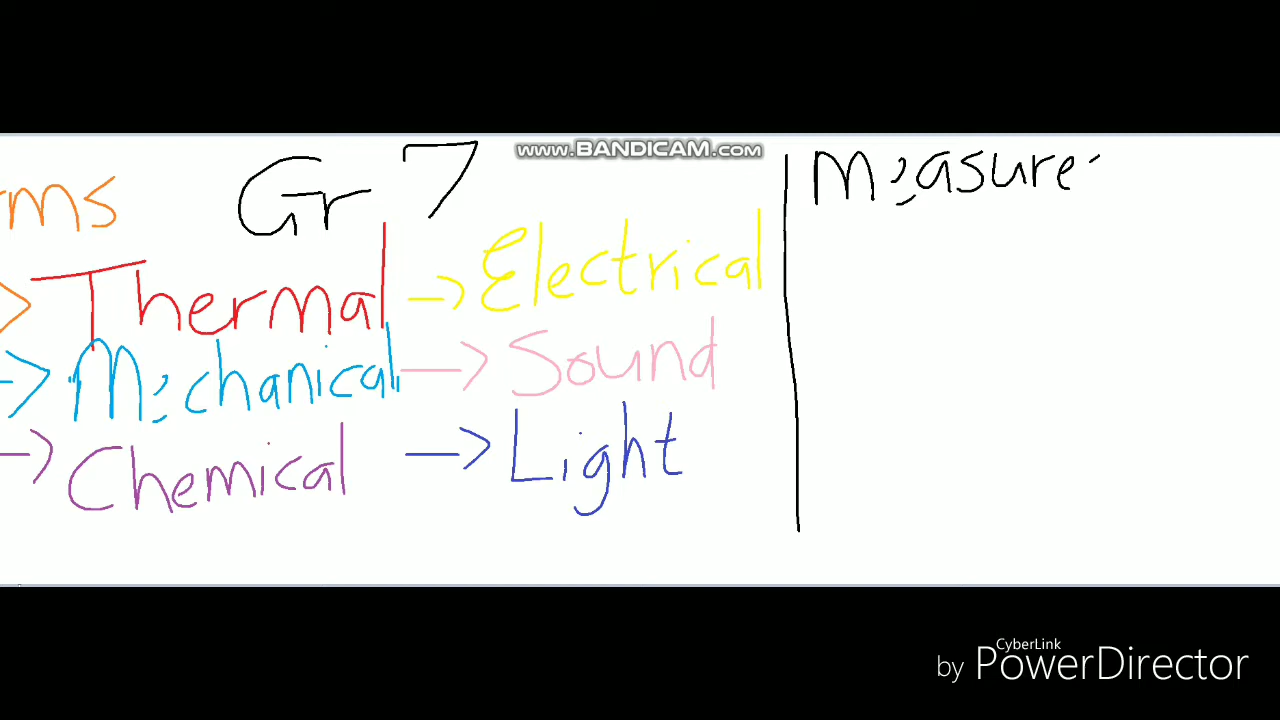 www.BANDICAM.com
rms Gr 7
Thermal → Electrical
→ Mechanical → Sound
→ Chemical → Light
Measure
CyberLink
by PowerDirector